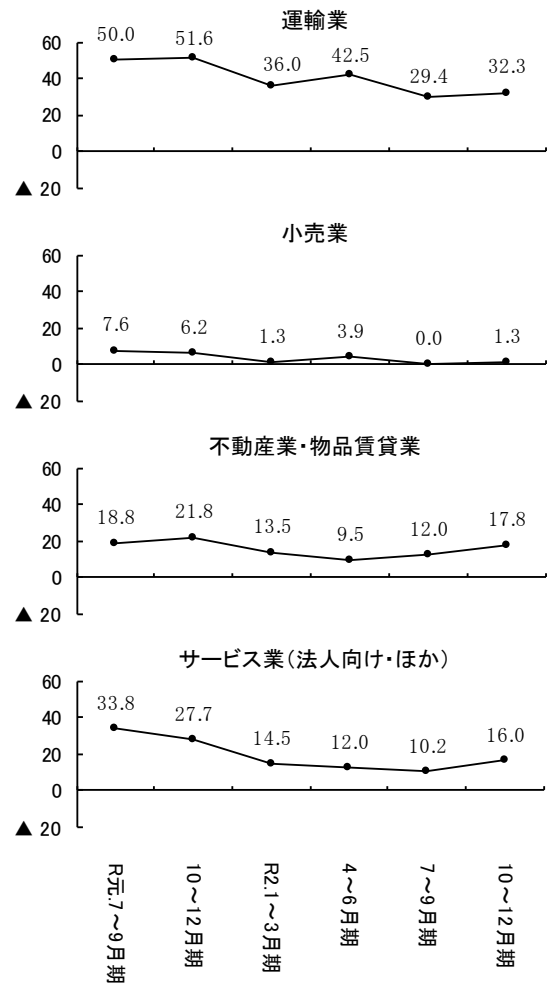 運輸業
60
40
20
0
▲ 20
50.0 51.6 36.0 42.5 29.4 32.3
小売業
60
40
20
0
▲ 20
7.6 6.2 1.3 3.9 0.0 1.3
不動産業・物品賃貸業
60
40
20
0
▲ 20
18.8 21.8 13.5 9.5 12.0 17.8
サービス業(法人向け・ほか)
60
40
20
0
▲ 20
33.8 27.7 14.5 12.0 10.2 16.0
R元.7～9月期
10～12月期
R2.1～3月期
4～6月期
7～9月期
10～12月期